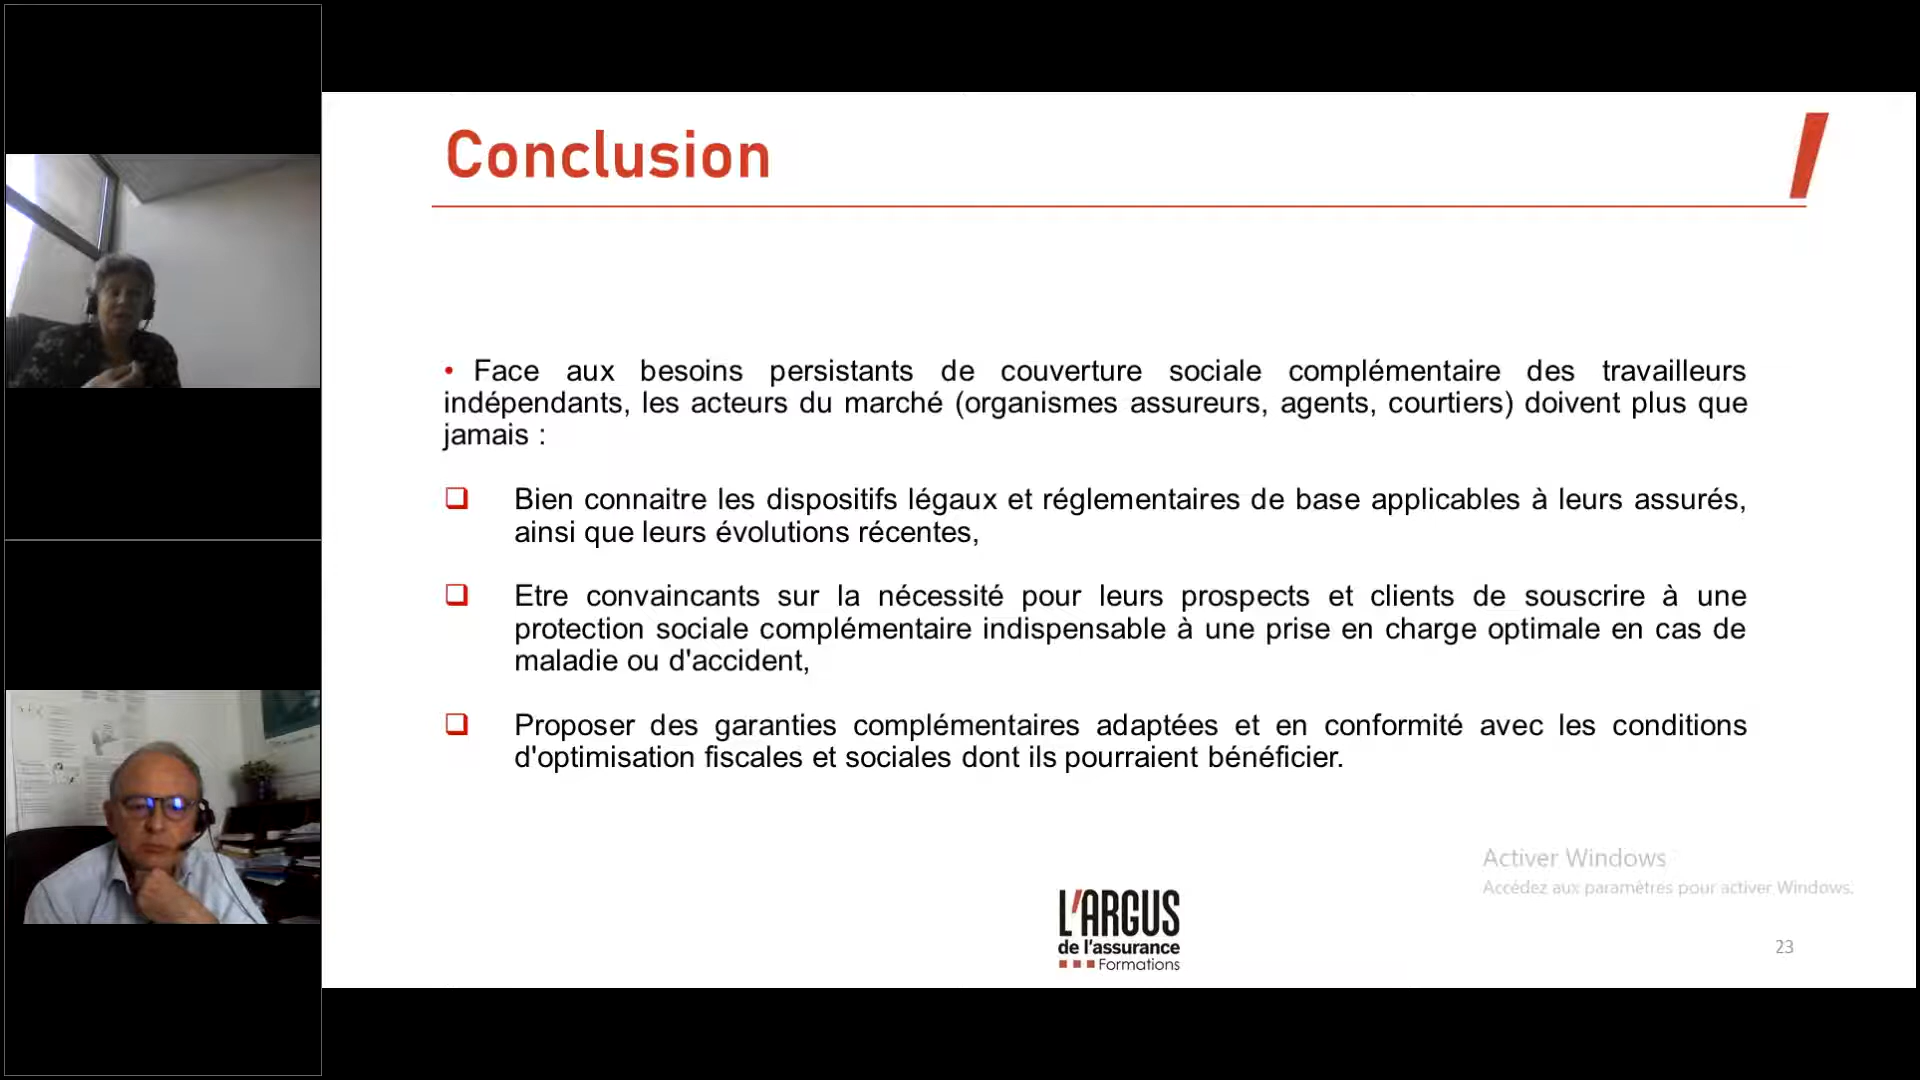 Conclusion
• Face aux besoins persistants de couverture sociale complémentaire des travailleurs
indépendants, les acteurs du marché (organismes assureurs, agents, courtiers) doivent plus que
jamais :
❑ Bien connaitre les dispositifs légaux et réglementaires de base applicables à leurs assurés,
ainsi que leurs évolutions récentes,
❑ Etre convaincants sur la nécessité pour leurs prospects et clients de souscrire à une
protection sociale complémentaire indispensable à une prise en charge optimale en cas de
maladie ou d'accident,
❑ Proposer des garanties complémentaires adaptées et en conformité avec les conditions
d'optimisation fiscales et sociales dont ils pourraient bénéficier.
Activer Windows
Accédez aux paramètres pour activer Windows.
L'ARGUS
de l'assurance
Formations
23